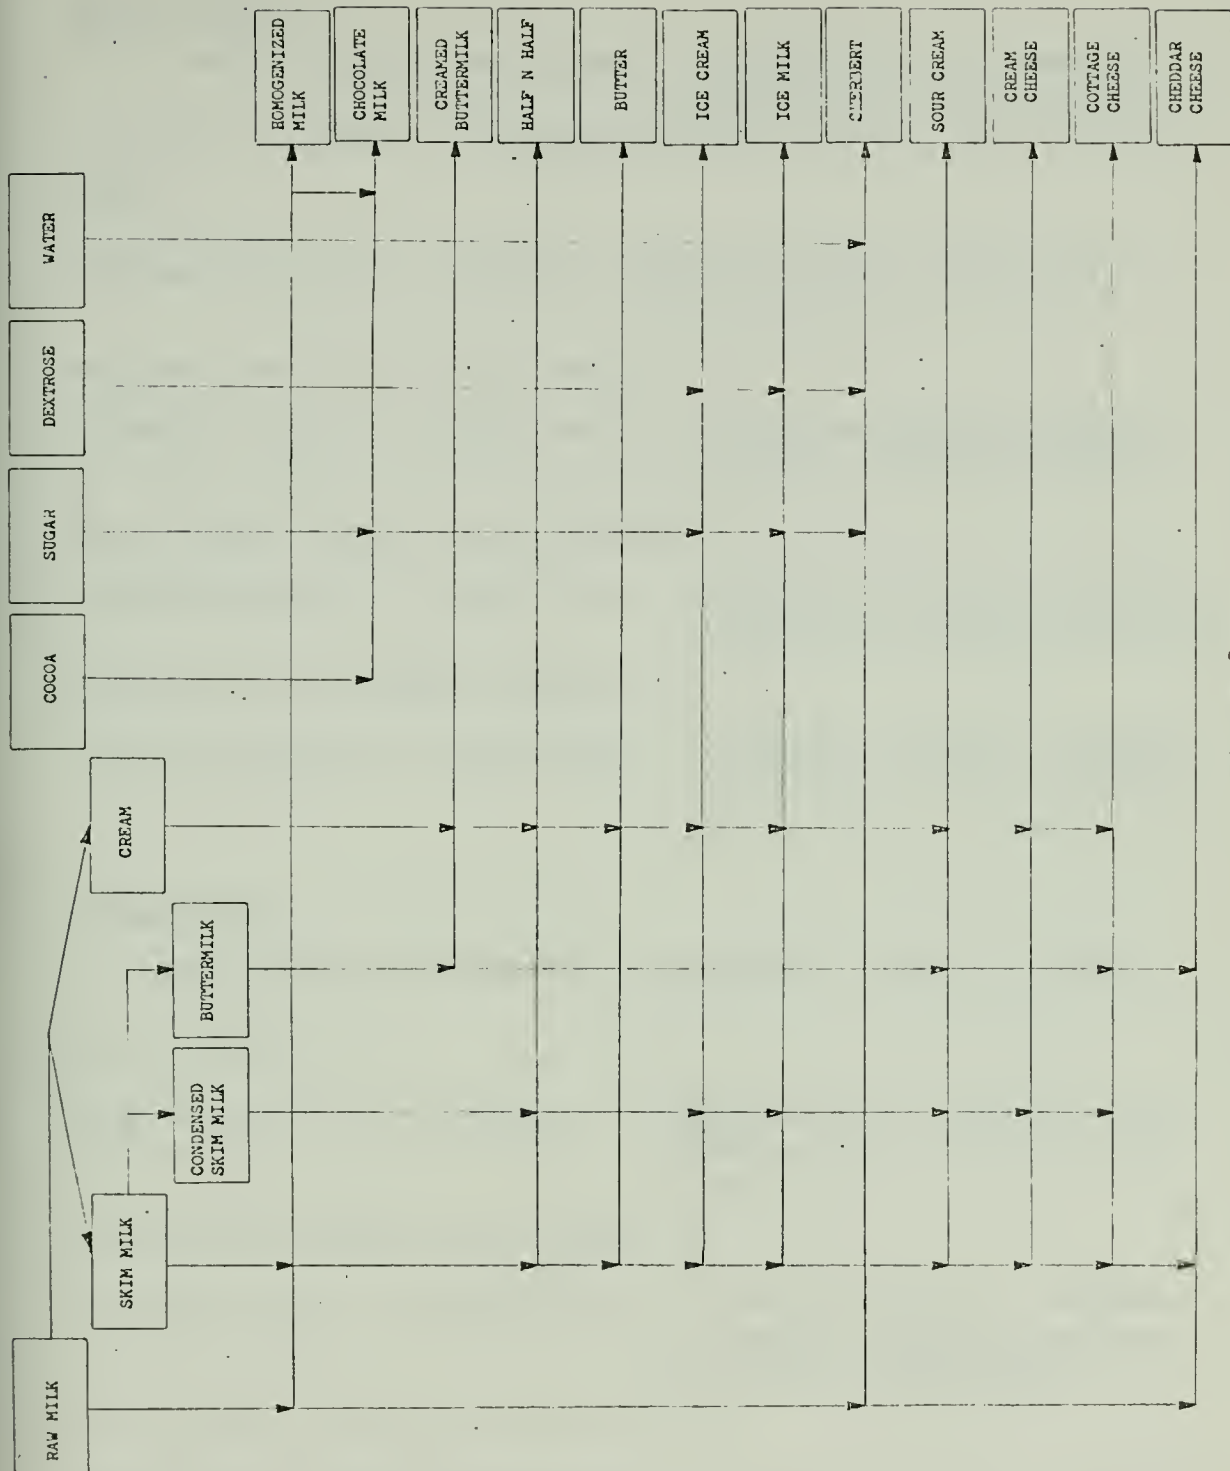 RAW MILK
SKIM MILK
CONDENSED
SKIM MILK
BUTTERMILK
CREAM
COCOA
SUGAR
DEXTROSE
WATER
HOMOGENIZED
MILK
CHOCOLATE
MILK
CREAMED
BUTTERMILK
HALF N HALF
BUTTER
ICE CREAM
ICE MILK
SHERBERT
SOUR CREAM
CREAM
CHEESE
COTTAGE
CHEESE
CHEDDAR
CHEESE